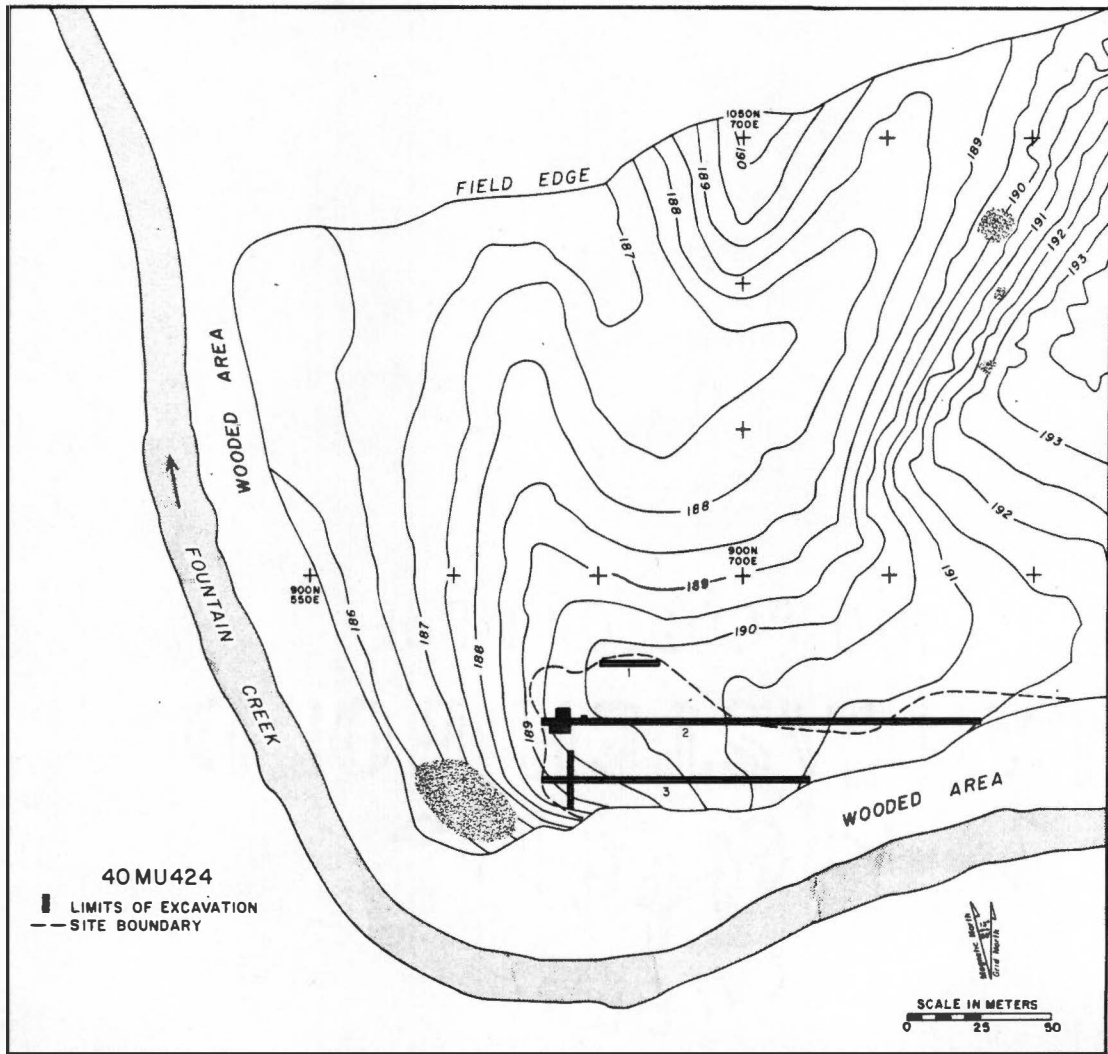 1050N
700E
190
189
188
187
FIELD EDGE
189
190
191
192
193
WOODED AREA
193
188
192
900N
700E
189
191
900N
550E
186
187
188
190
FOUNTAIN
CREEK
189
1
2
3
WOODED AREA
40MU424
LIMITS OF EXCAVATION
SITE BOUNDARY
Magnetic North
Grid North
SCALE IN METERS
0 25 50